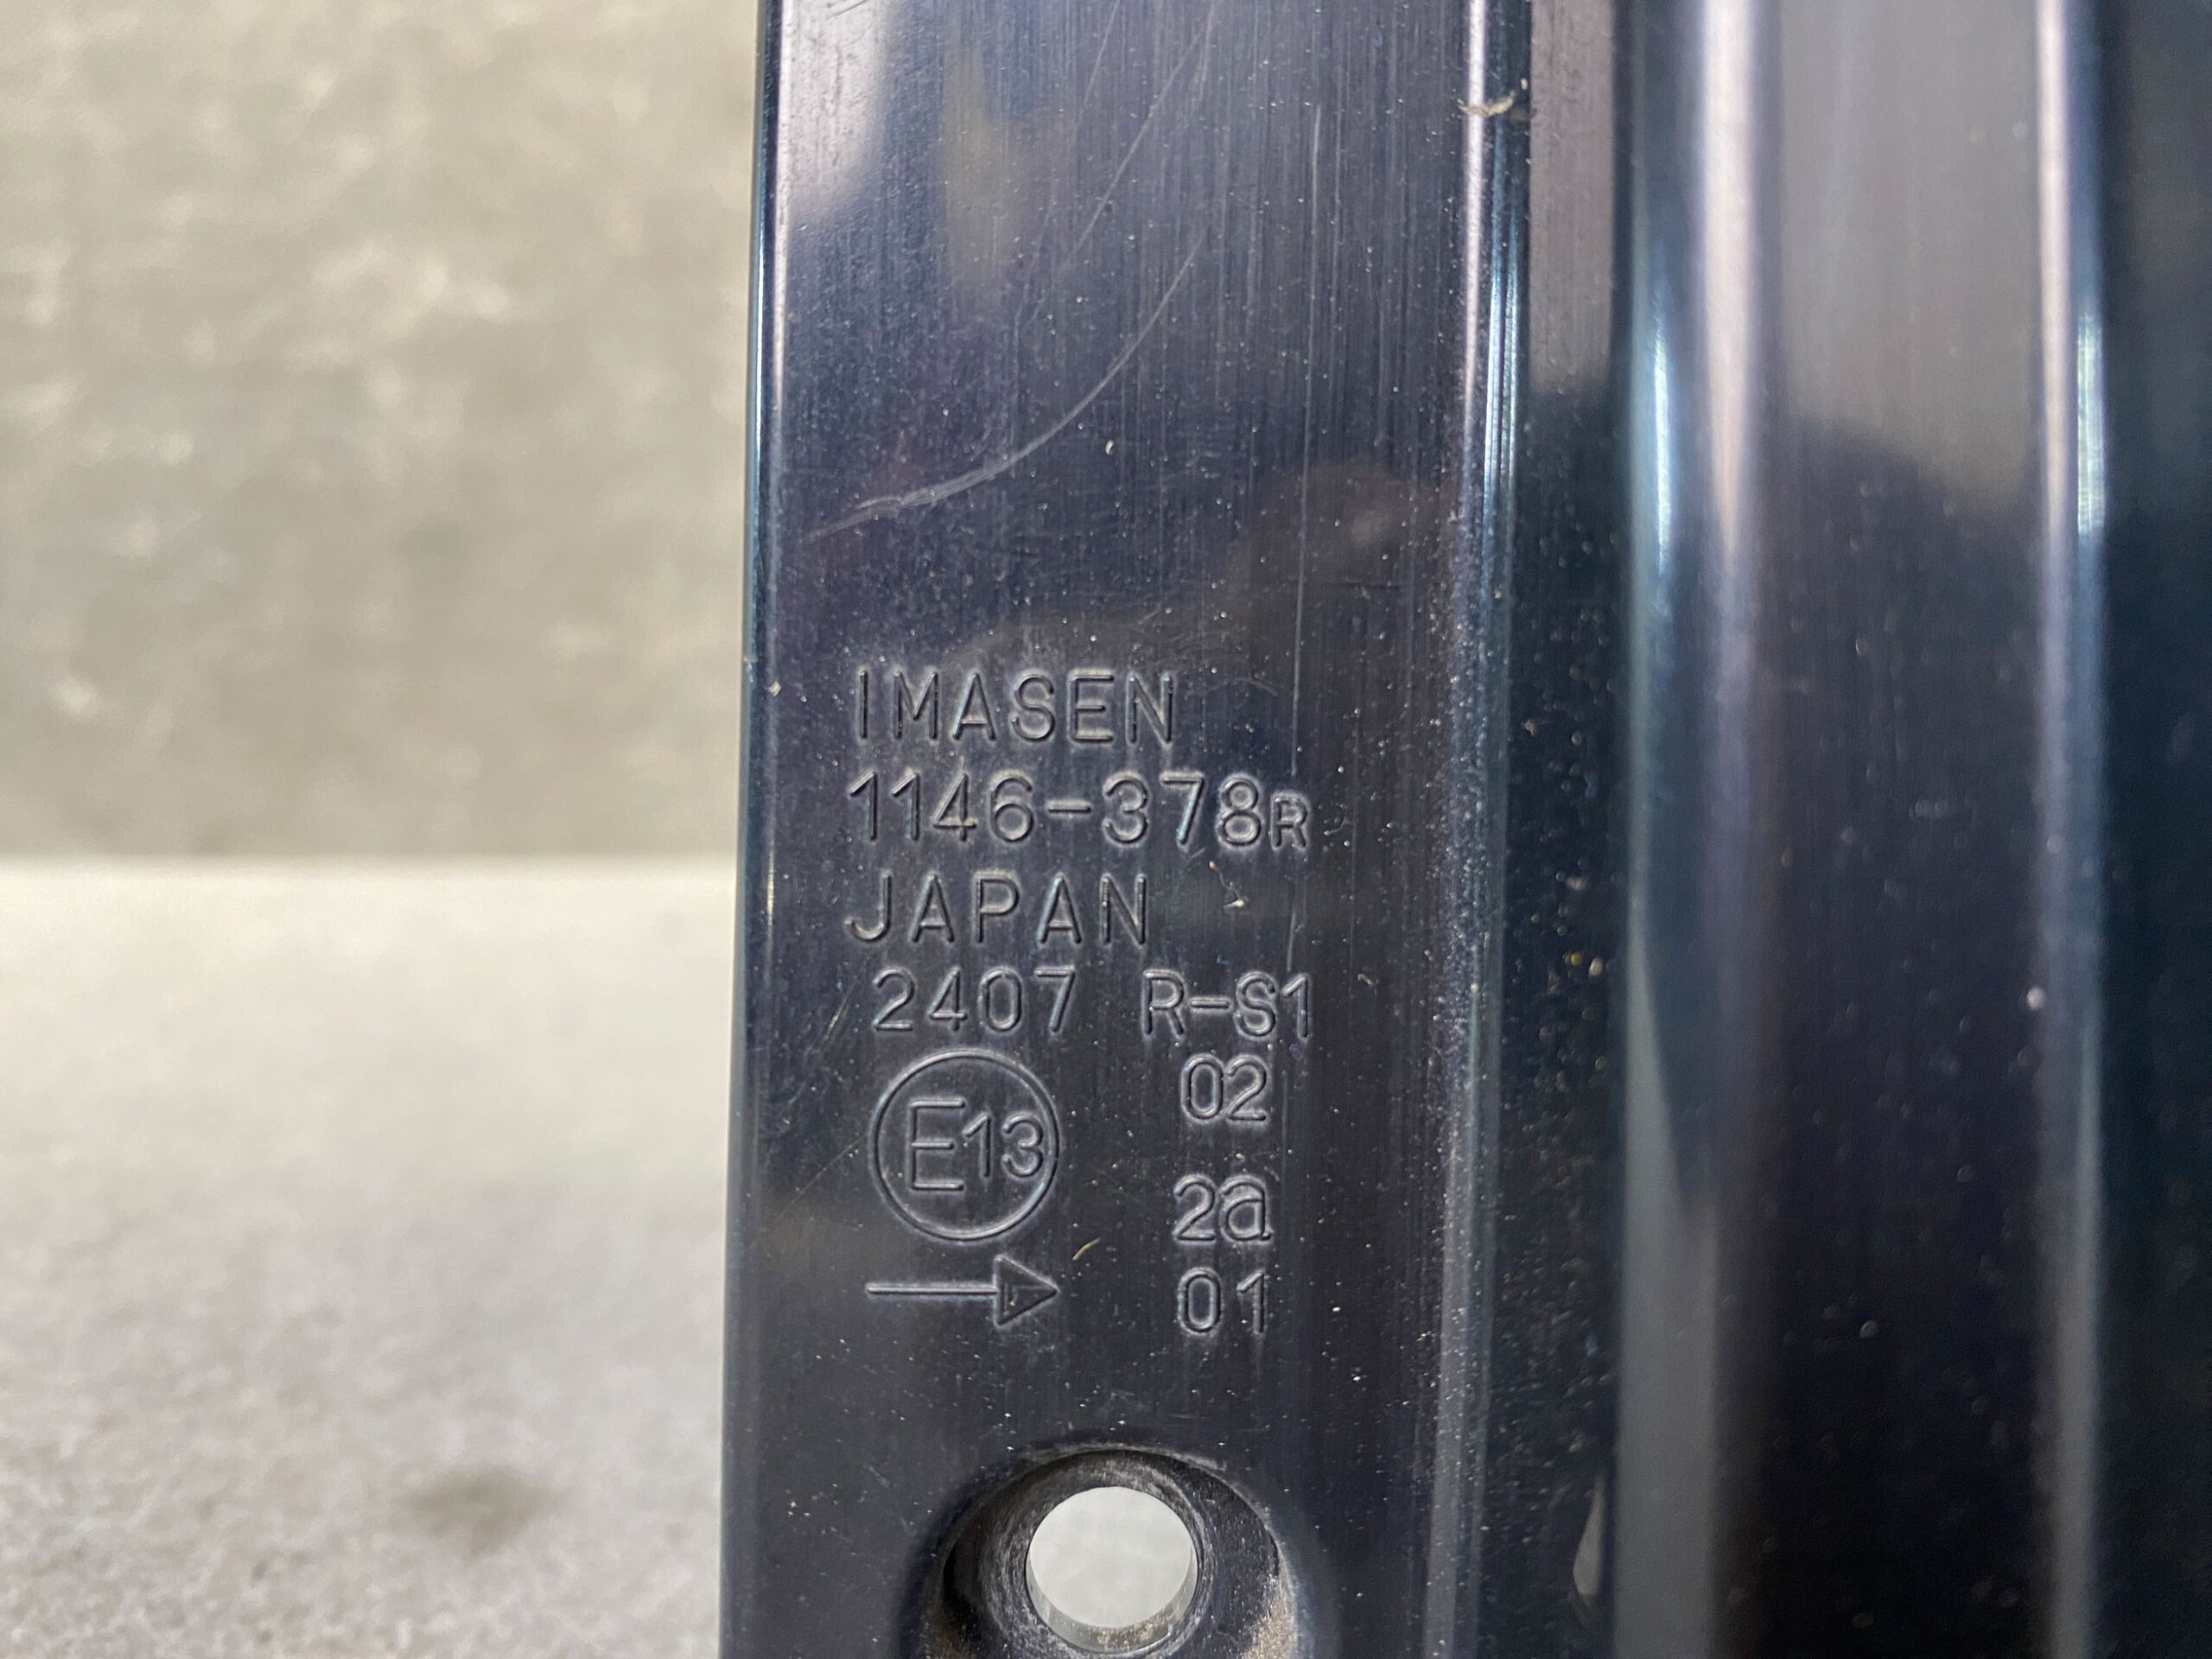 IMASEN
1146-378R
JAPAN
2407 R-S1
02
E13
2a
01